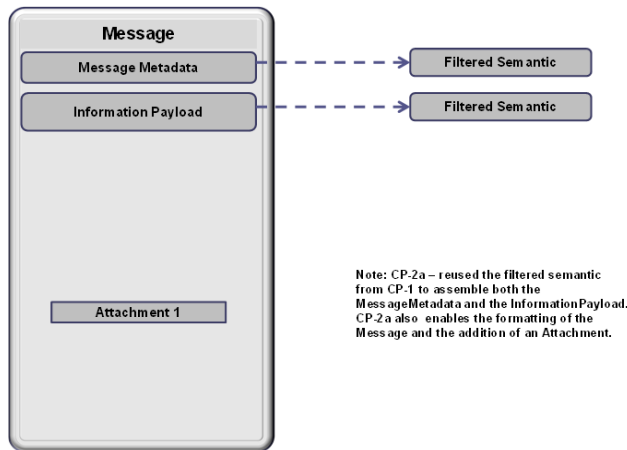 Message
Message Metadata
Filtered Semantic
Information Payload
Filtered Semantic
Note: CP-2a – reused the filtered semantic
from CP-1 to assemble both the
MessageMetadata and the InformationPayload.
CP-2a also enables the formatting of the
Message and the addition of an Attachment.
Attachment 1